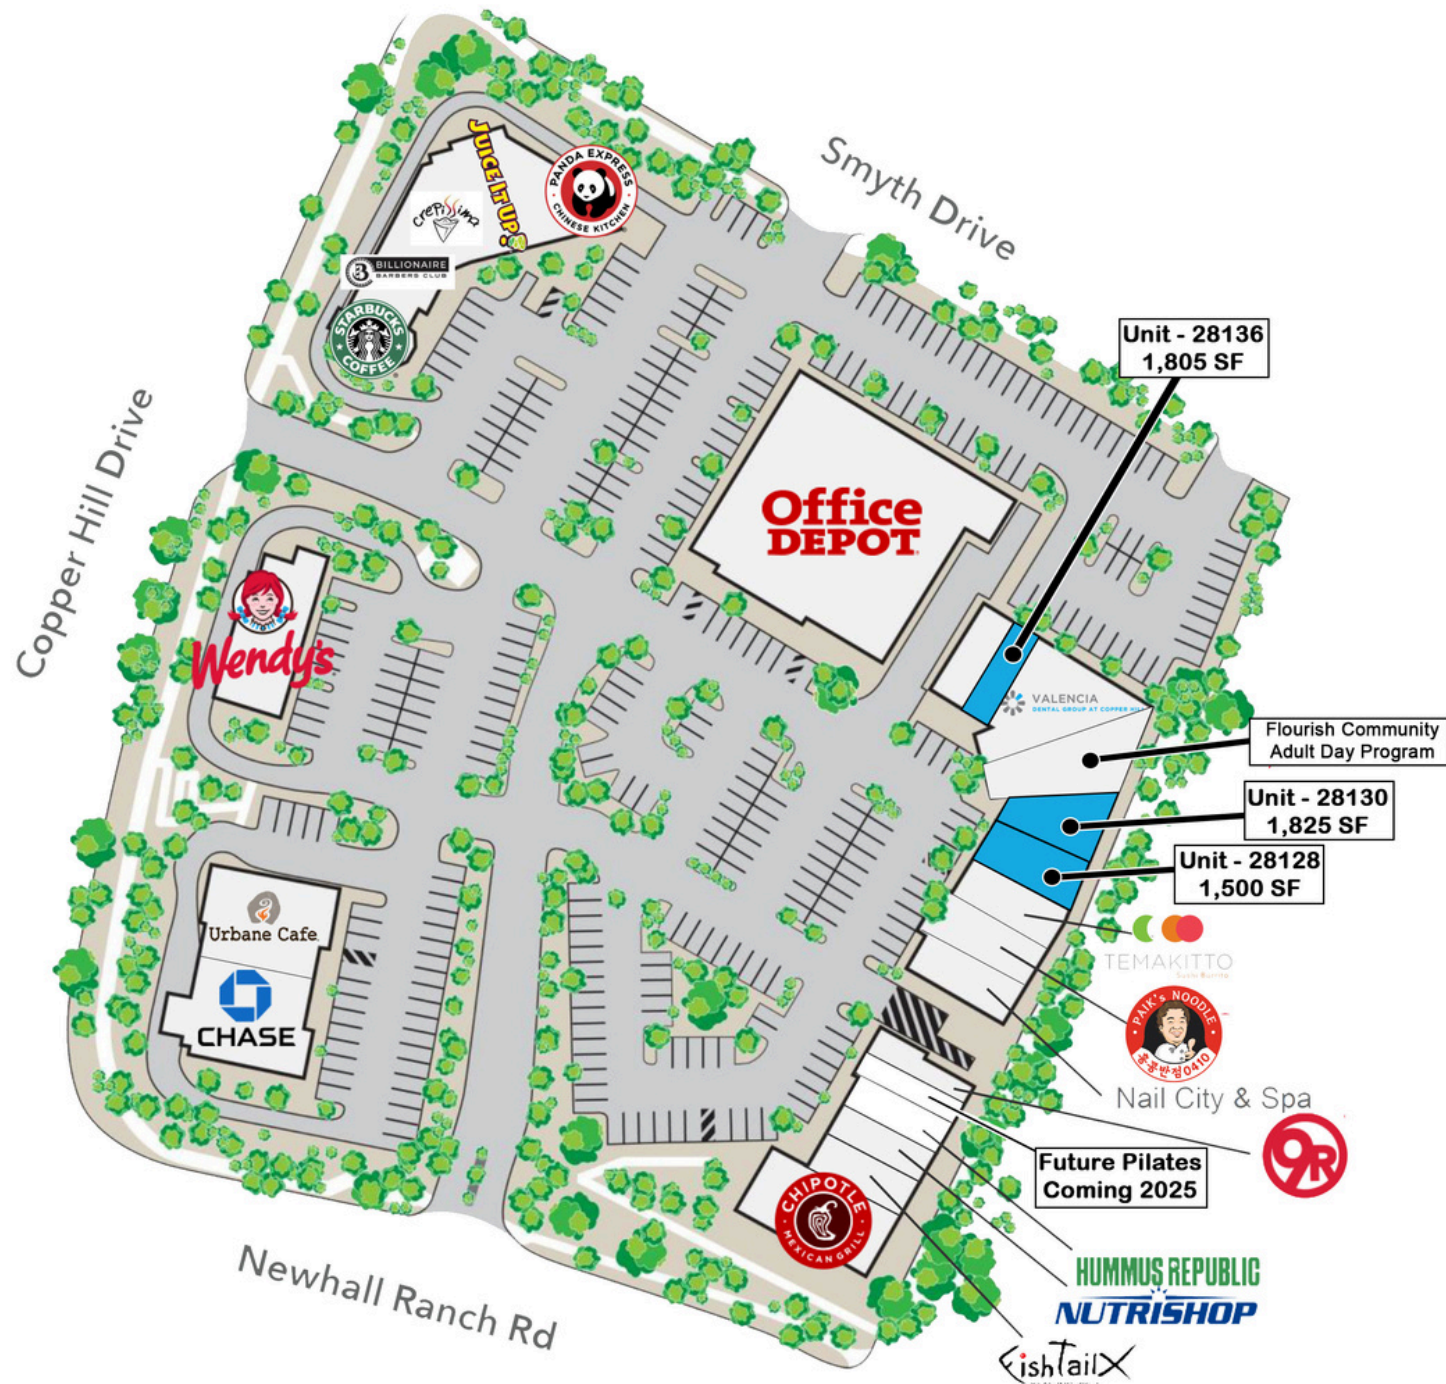 Smyth Drive
Copper Hill Drive
Newhall Ranch Rd
JUICE IT UP!
PANDA EXPRESS
CHINESE KITCHEN
crepissima
BILLIONAIRE
BARBERS CLUB
STARBUCKS
COFFEE
Office
DEPOT
Wendy's
Urbane Cafe
CHASE
Unit - 28136
1,805 SF
VALENCIA
DENTAL GROUP AT COPPER HILL
Flourish Community
Adult Day Program
Unit - 28130
1,825 SF
Unit - 28128
1,500 SF
TEMAKITTO
Sushi Burrito
PAIK's NOODLE
홍콩반점0410
Nail City & Spa
9R
Future Pilates
Coming 2025
CHIPOTLE
MEXICAN GRILL
HUMMUS REPUBLIC
NUTRISHOP
FishTailX